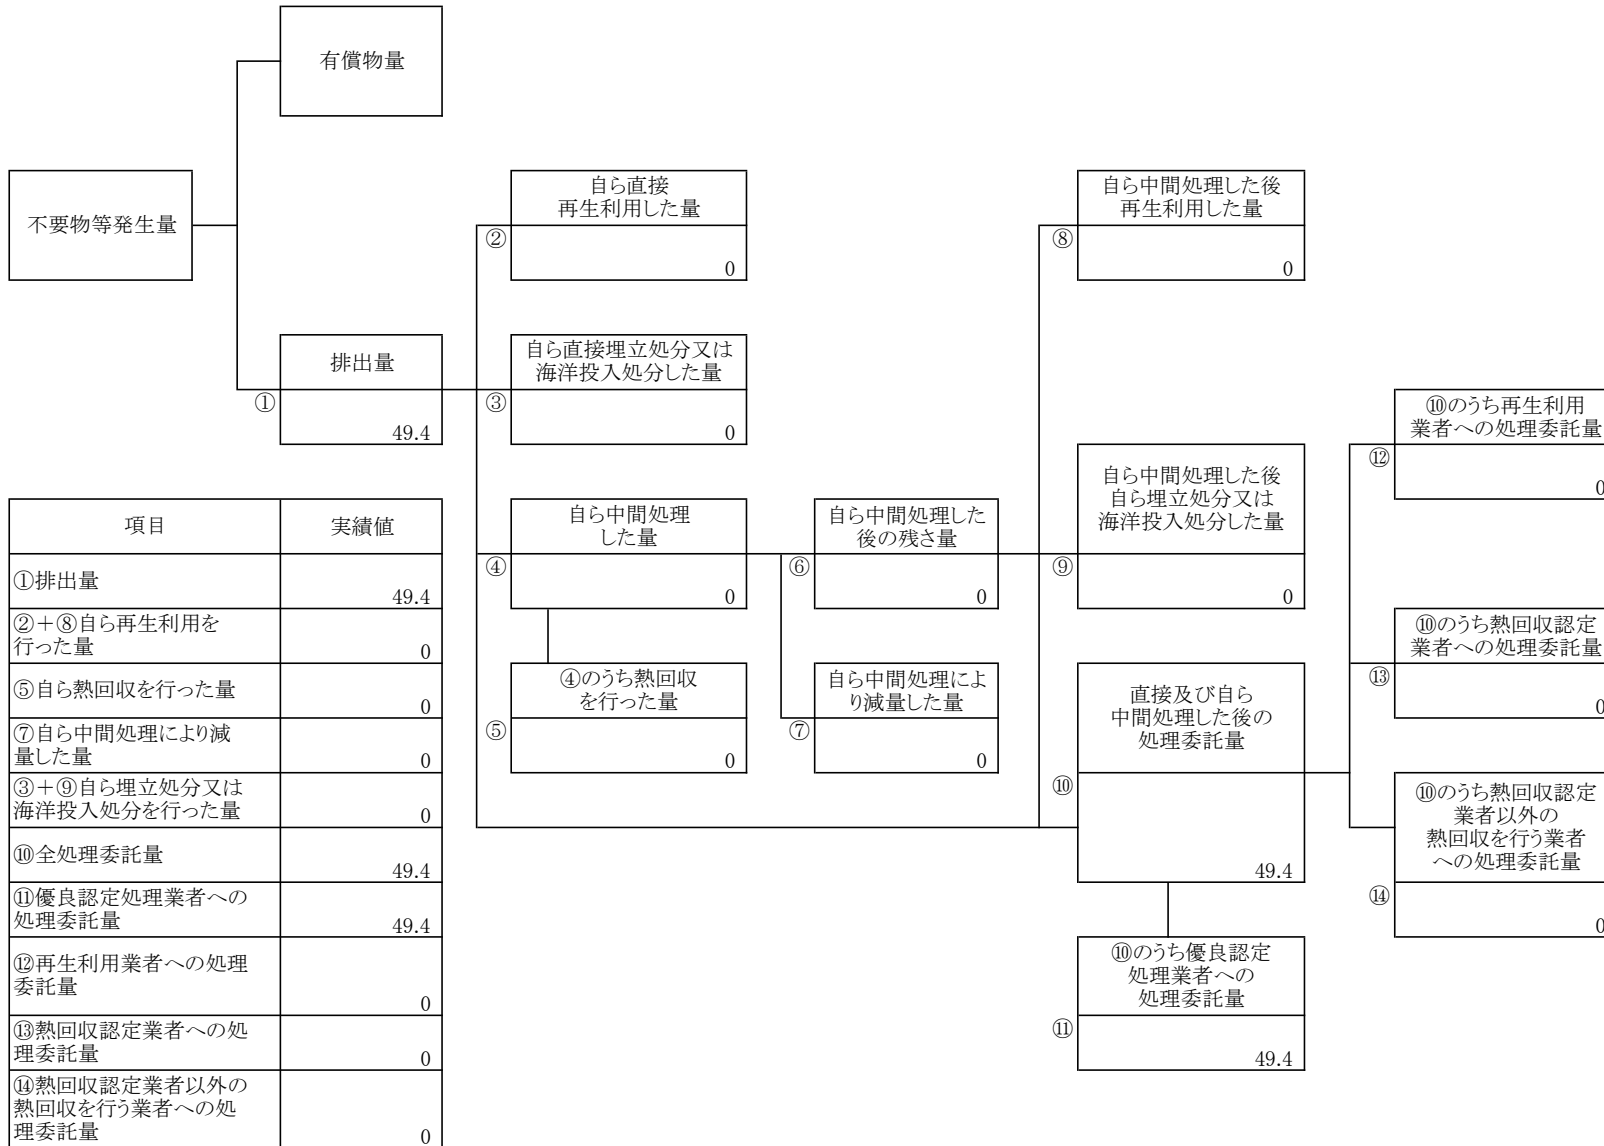 有償物量
不要物等発生量
排出量
①
49.4
自ら直接
再生利用した量
②
0
自ら直接埋立処分又は
海洋投入処分した量
③
0
自ら中間処理
した量
④
0
④のうち熱回収
を行った量
⑤
0
自ら中間処理した
後の残さ量
⑥
0
自ら中間処理によ
り減量した量
⑦
0
自ら中間処理した後
再生利用した量
⑧
0
自ら中間処理した後
自ら埋立処分又は
海洋投入処分した量
⑨
0
直接及び自ら
中間処理した後の
処理委託量
⑩
49.4
⑩のうち優良認定
処理業者への
処理委託量
⑪
49.4
⑩のうち再生利用
業者への処理委託量
⑫
0
⑩のうち熱回収認定
業者への処理委託量
⑬
0
⑩のうち熱回収認定
業者以外の
熱回収を行う業者
への処理委託量
⑭
0
項目 実績値
①排出量
49.4
②＋⑧自ら再生利用を
行った量
0
⑤自ら熱回収を行った量
0
⑦自ら中間処理により減
量した量
0
③＋⑨自ら埋立処分又は
海洋投入処分を行った量
0
⑩全処理委託量
49.4
⑪優良認定処理業者への
処理委託量
49.4
⑫再生利用業者への処理
委託量
0
⑬熱回収認定業者への処
理委託量
0
⑭熱回収認定業者以外の
熱回収を行う業者への処
理委託量
0